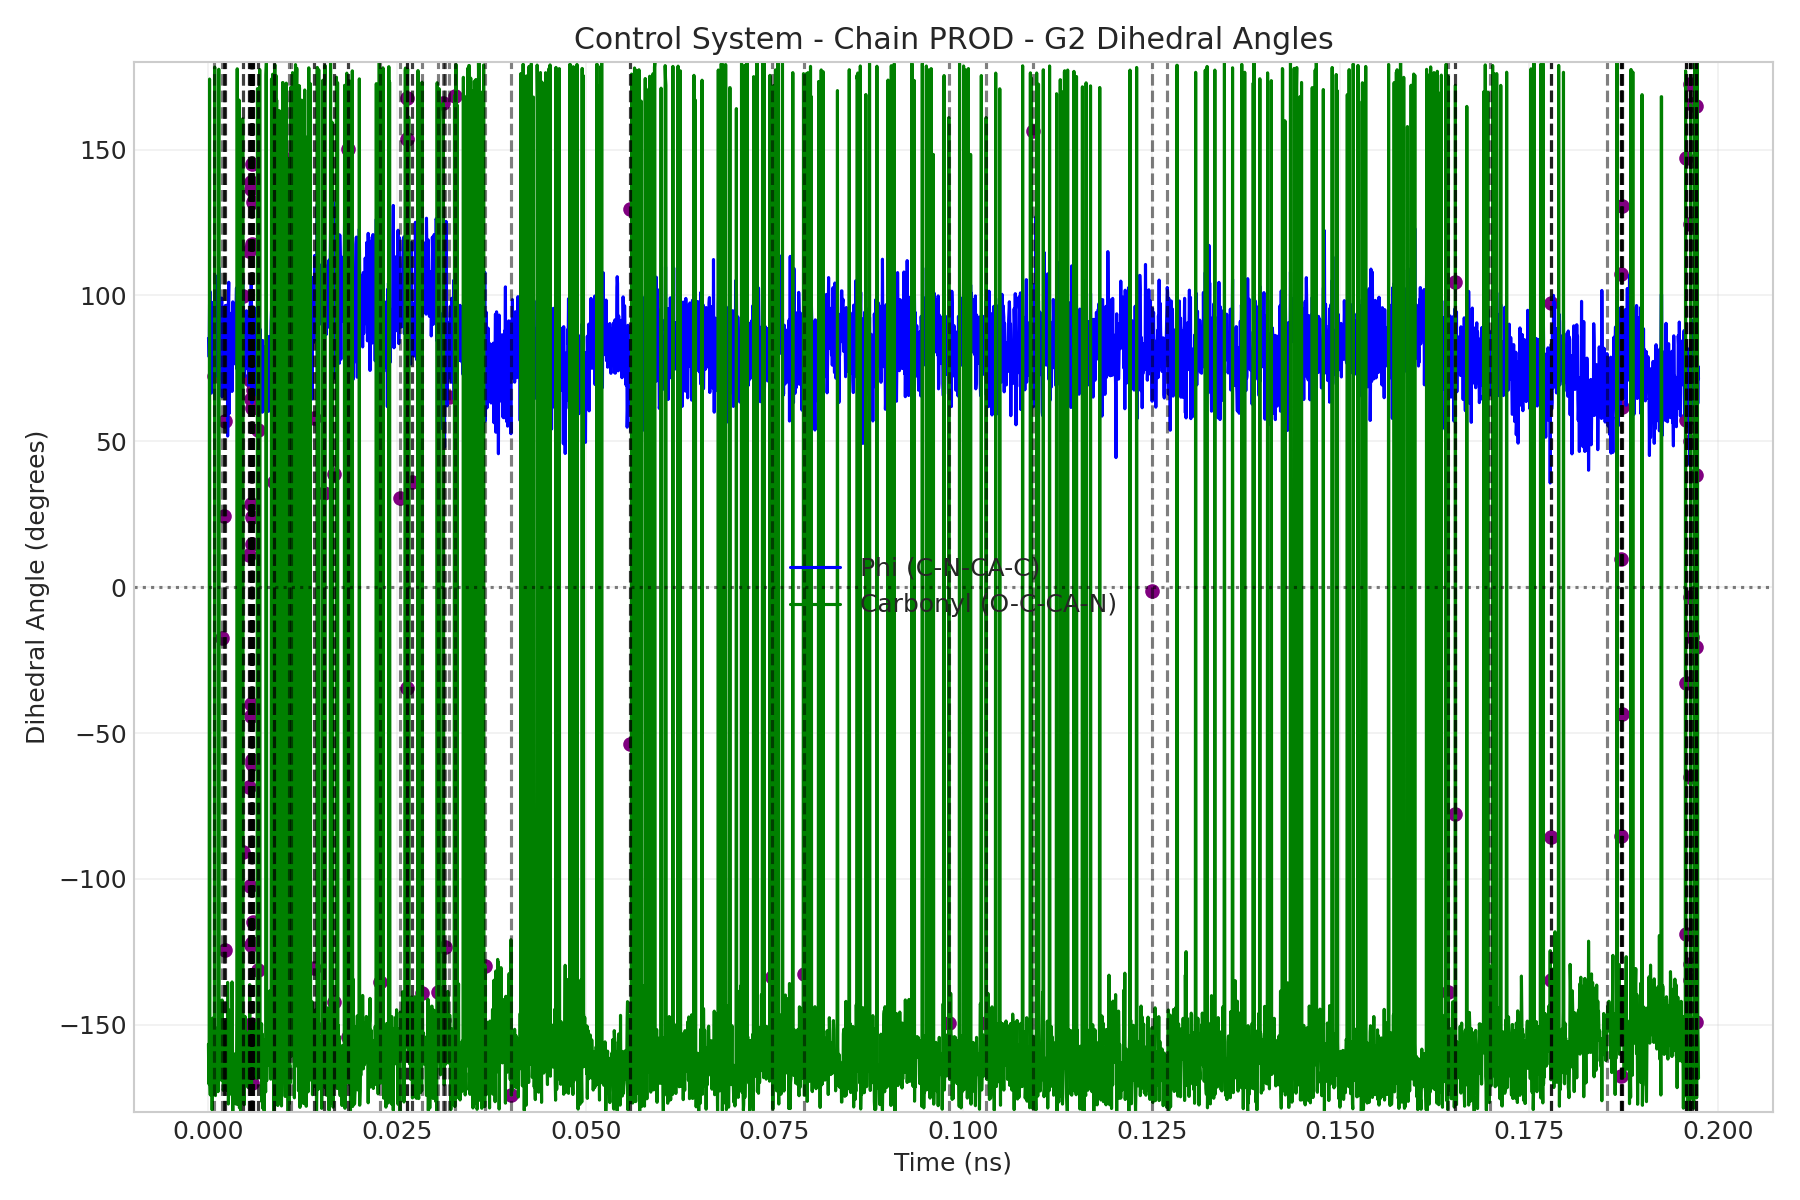 Control System - Chain PROD - G2 Dihedral Angles
Dihedral Angle (degrees)
150
100
50
0
−50
−100
−150
Phi (C-N-CA-C)
Carbonyl (O-C-CA-N)
0.000 0.025 0.050 0.075 0.100 0.125 0.150 0.175 0.200
Time (ns)